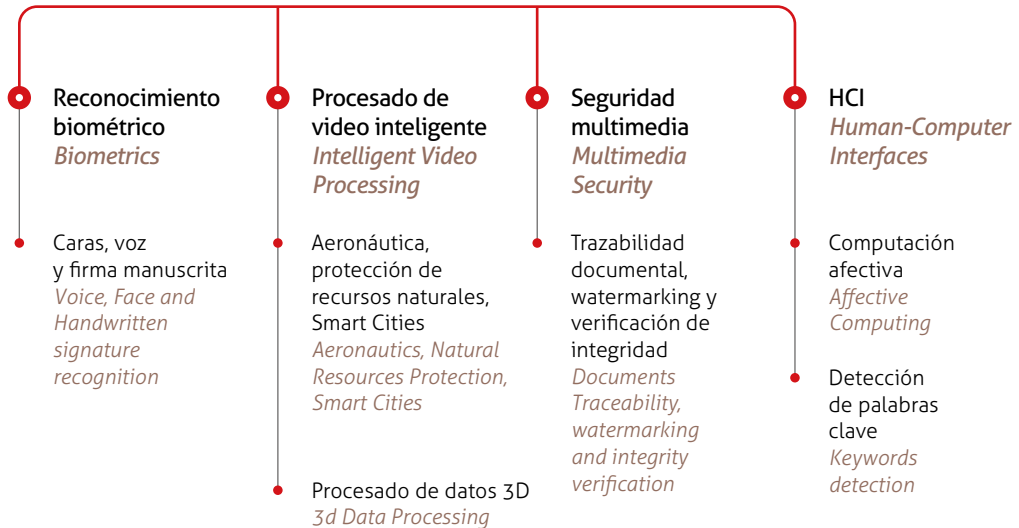 Reconocimiento
biométrico
Biometrics
Caras, voz
y firma manuscrita
Voice, Face and
Handwritten
signature
recognition
Procesado de
video inteligente
Intelligent Video
Processing
Aeronáutica,
protección de
recursos naturales,
Smart Cities
Aeronautics, Natural
Resources Protection,
Smart Cities
Procesado de datos 3D
3d Data Processing
Seguridad
multimedia
Multimedia
Security
Trazabilidad
documental,
watermarking y
verificación de
integridad
Documents
Traceability,
watermarking
and integrity
verification
HCI
Human-Computer
Interfaces
Computación
afectiva
Affective
Computing
Detección
de palabras
clave
Keywords
detection